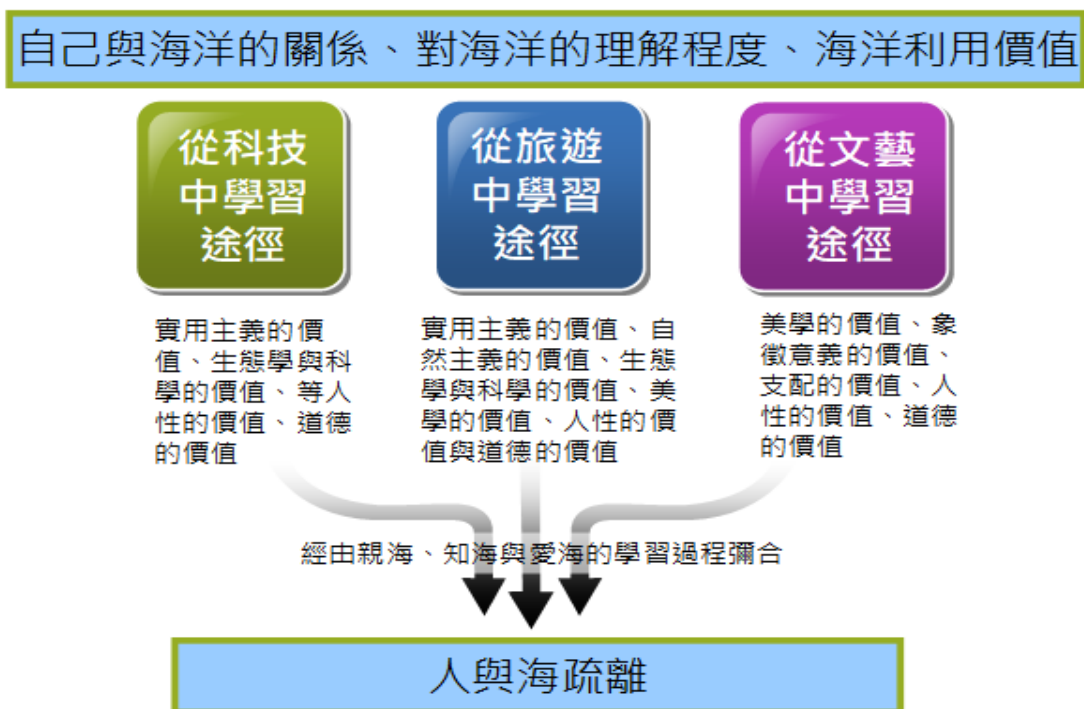 自己與海洋的關係、對海洋的理解程度、海洋利用價值
從科技
中學習
途徑
從旅遊
中學習
途徑
從文藝
中學習
途徑
實用主義的價
值、生態學與科
學的價值、等人
性的價值、道德
的價值
實用主義的價值、自
然主義的價值、生態
學與科學的價值、美
學的價值、人性的價
值與道德的價值
美學的價值、象
徵意義的價值、
支配的價值、人
性的價值、道德
的價值
經由親海、知海與愛海的學習過程彌合
人與海疏離